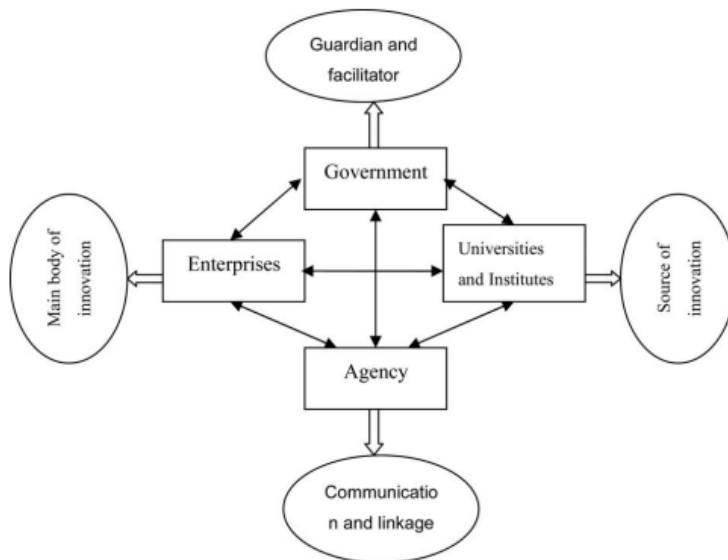 Guardian and
facilitator
Government
Main body of
innovation
Enterprises
Universities
and Institutes
Source of
innovation
Agency
Communicatio
n and linkage